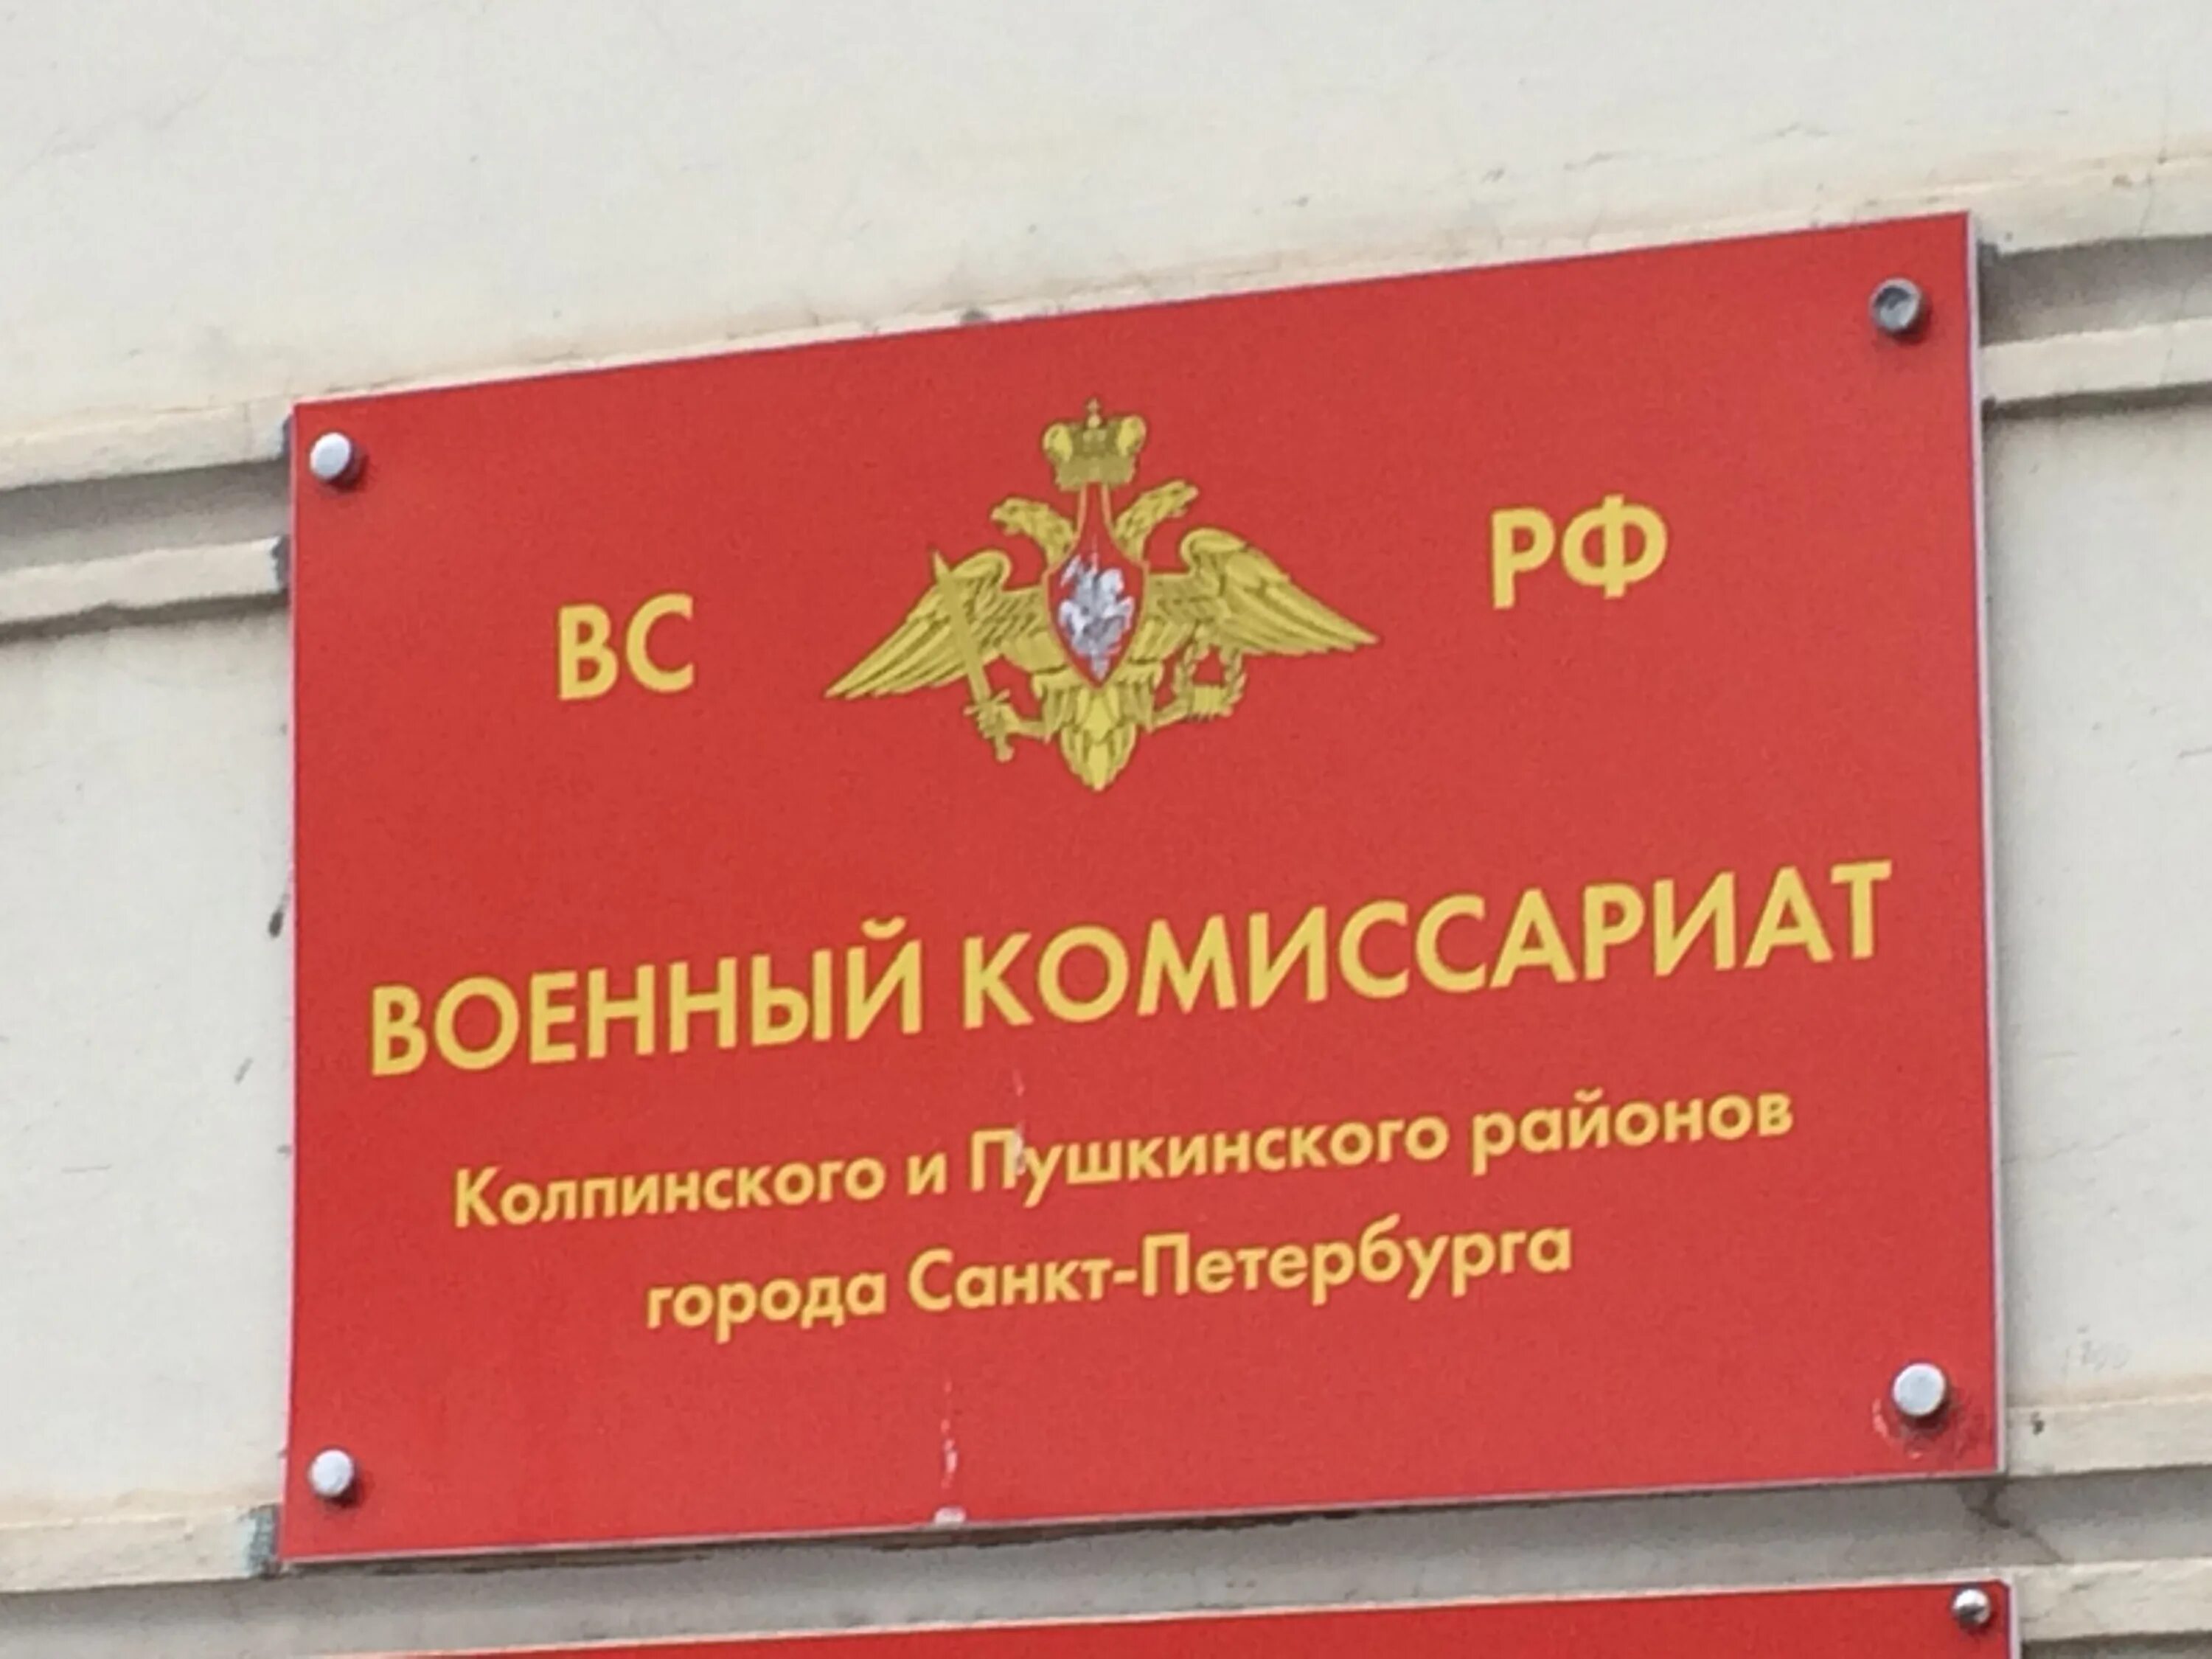 ВС РФ
ВОЕННЫЙ КОМИССАРИАТ
Колпинского и Пушкинского районов
города Санкт-Петербурга